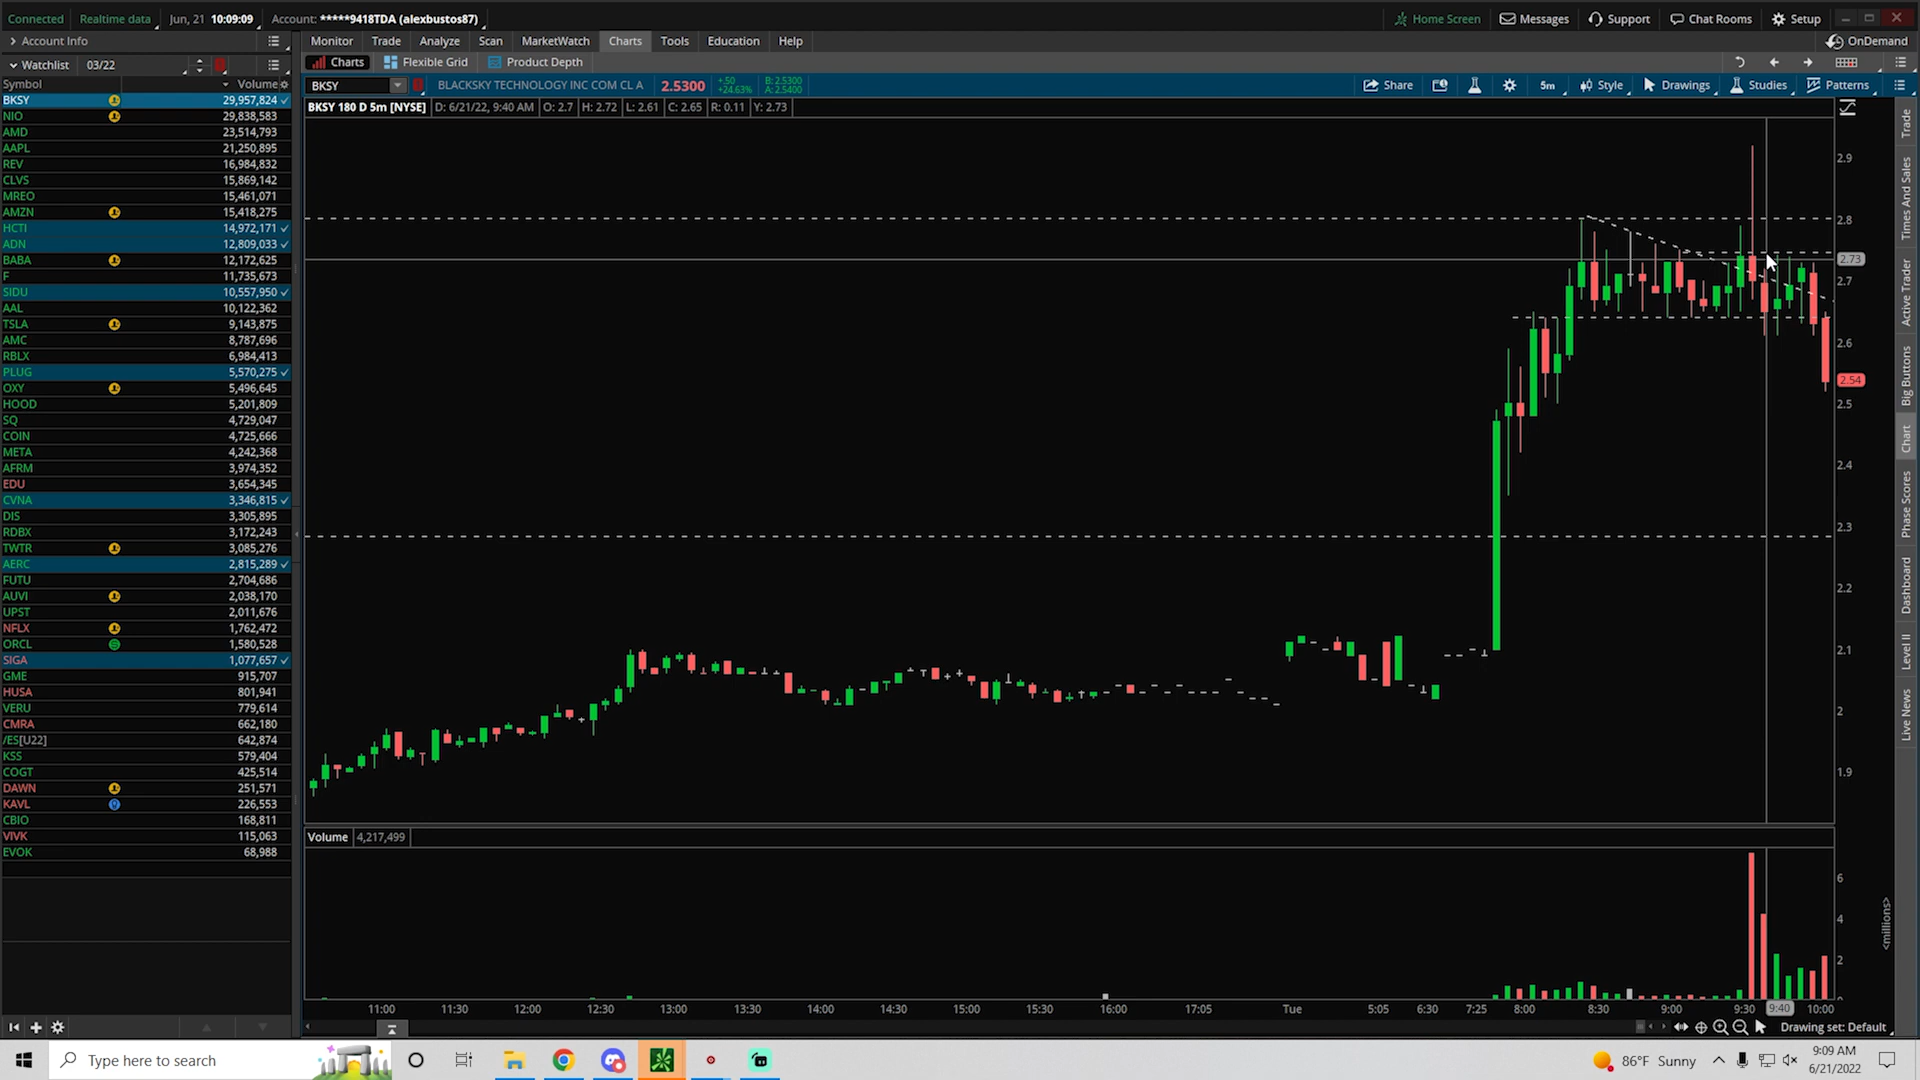 Connected Realtime data Jun, 21 10:09:09 Account: *****9418TDA (alexbustos87) Home Screen Messages Support Chat Rooms Setup
Account Info Monitor Trade Analyze Scan MarketWatch Charts Tools Education Help OnDemand
Watchlist 03/22 Charts Flexible Grid Product Depth
Symbol Volume BKSY BLACKSKY TECHNOLOGY INC COM CL A 2.5300 +.50 +24.63% B: 2.5300 A: 2.5400 Share 5m Style Drawings Studies Patterns
BKSY 180 D 5m [NYSE] D: 6/21/22, 9:40 AM O: 2.7 H: 2.72 L: 2.61 C: 2.65 R: 0.11 Y: 2.73
BKSY 29,957,824
NIO 29,838,583
AMD 23,514,793
AAPL 21,250,895
REV 16,984,832
CLVS 15,869,142
MREO 15,461,071
AMZN 15,418,275
HCTI 14,972,171
ADN 12,809,033
BABA 12,172,625
F 11,735,673
SIDU 10,557,950
AAL 10,122,362
TSLA 9,143,875
AMC 8,787,696
RBLX 6,984,413
PLUG 5,570,275
OXY 5,496,645
HOOD 5,201,809
SQ 4,729,047
COIN 4,725,666
META 4,242,368
AFRM 3,974,352
EDU 3,654,345
CVNA 3,346,815
DIS 3,305,895
RDBX 3,172,243
TWTR 3,085,276
AERC 2,815,289
FUTU 2,704,686
AUVI 2,038,170
UPST 2,011,676
NFLX 1,762,472
ORCL 1,580,528
SIGA 1,077,657
GME 915,707
HUSA 801,941
VERU 779,614
CMRA 662,180
/ES[U22] 642,874
KSS 579,404
COGT 425,514
DAWN 251,571
KAVL 226,553
CBIO 168,811
VIVK 115,063
EVOK 68,988
2.9
2.8
2.73
2.7
2.6
2.54
2.5
2.4
2.3
2.2
2.1
2
1.9
Volume 4,217,499
6
4
2
<millions>
11:00 11:30 12:00 12:30 13:00 13:30 14:00 14:30 15:00 15:30 16:00 17:05 Tue 5:05 6:30 7:25 8:00 8:30 9:00 9:30 9:40 10:00
Drawing set: Default
Trade
Times And Sales
Active Trader
Big Buttons
Chart
Phase Scores
Dashboard
Level II
Live News
Type here to search 86°F Sunny 9:09 AM
6/21/2022